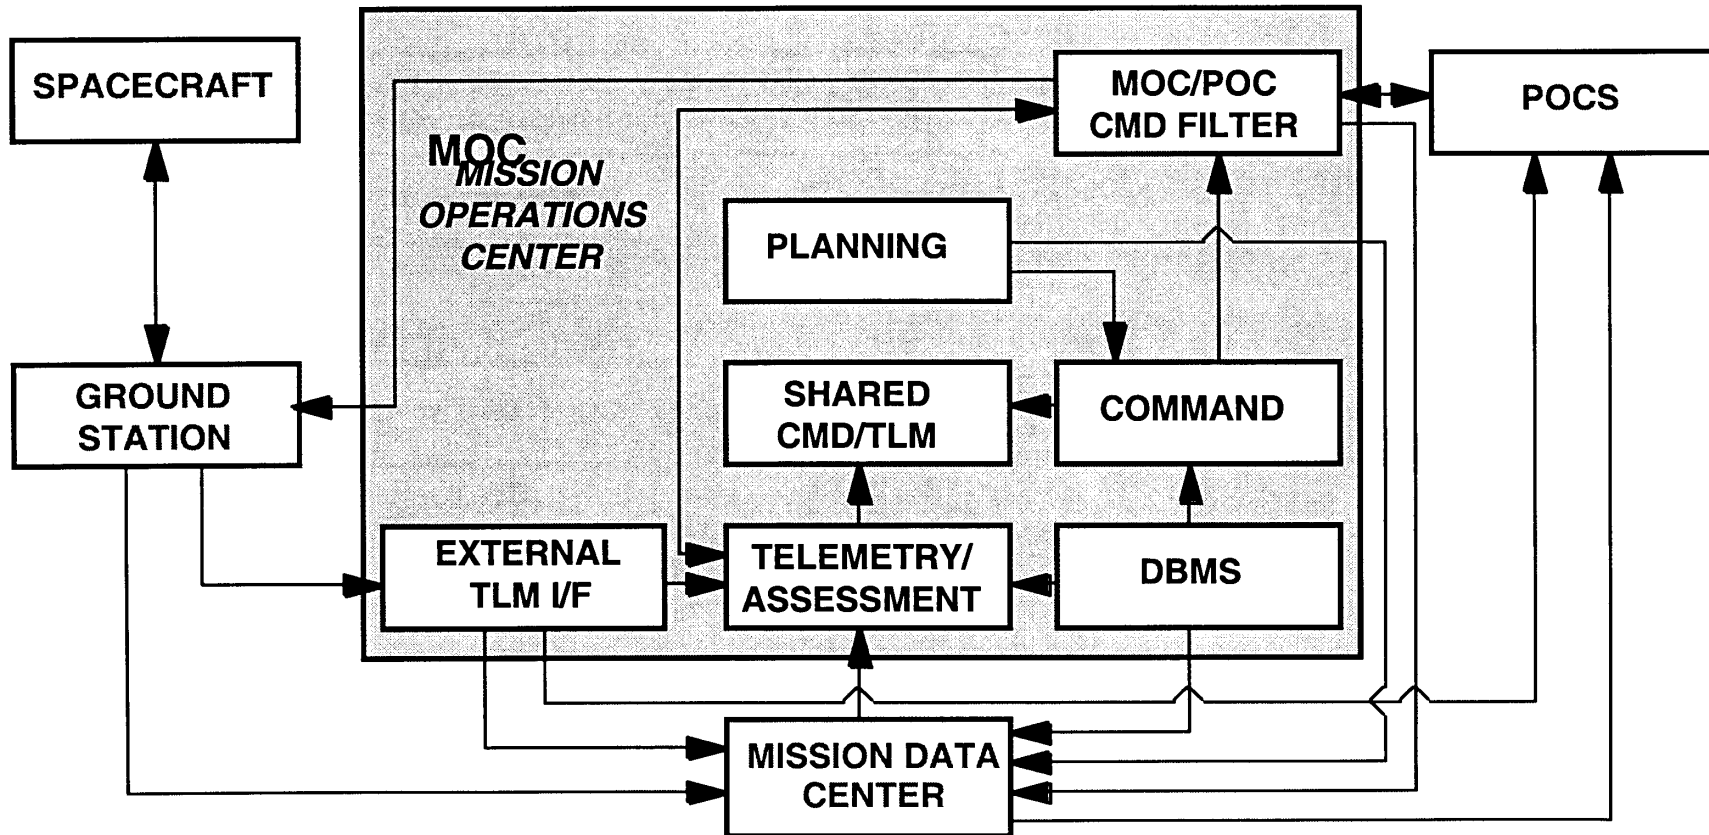 SPACECRAFT
MOC/POC
CMD FILTER
POCS
MOC
MISSION
OPERATIONS
CENTER
PLANNING
GROUND
STATION
SHARED
CMD/TLM
COMMAND
EXTERNAL
TLM I/F
TELEMETRY/
ASSESSMENT
DBMS
MISSION DATA
CENTER